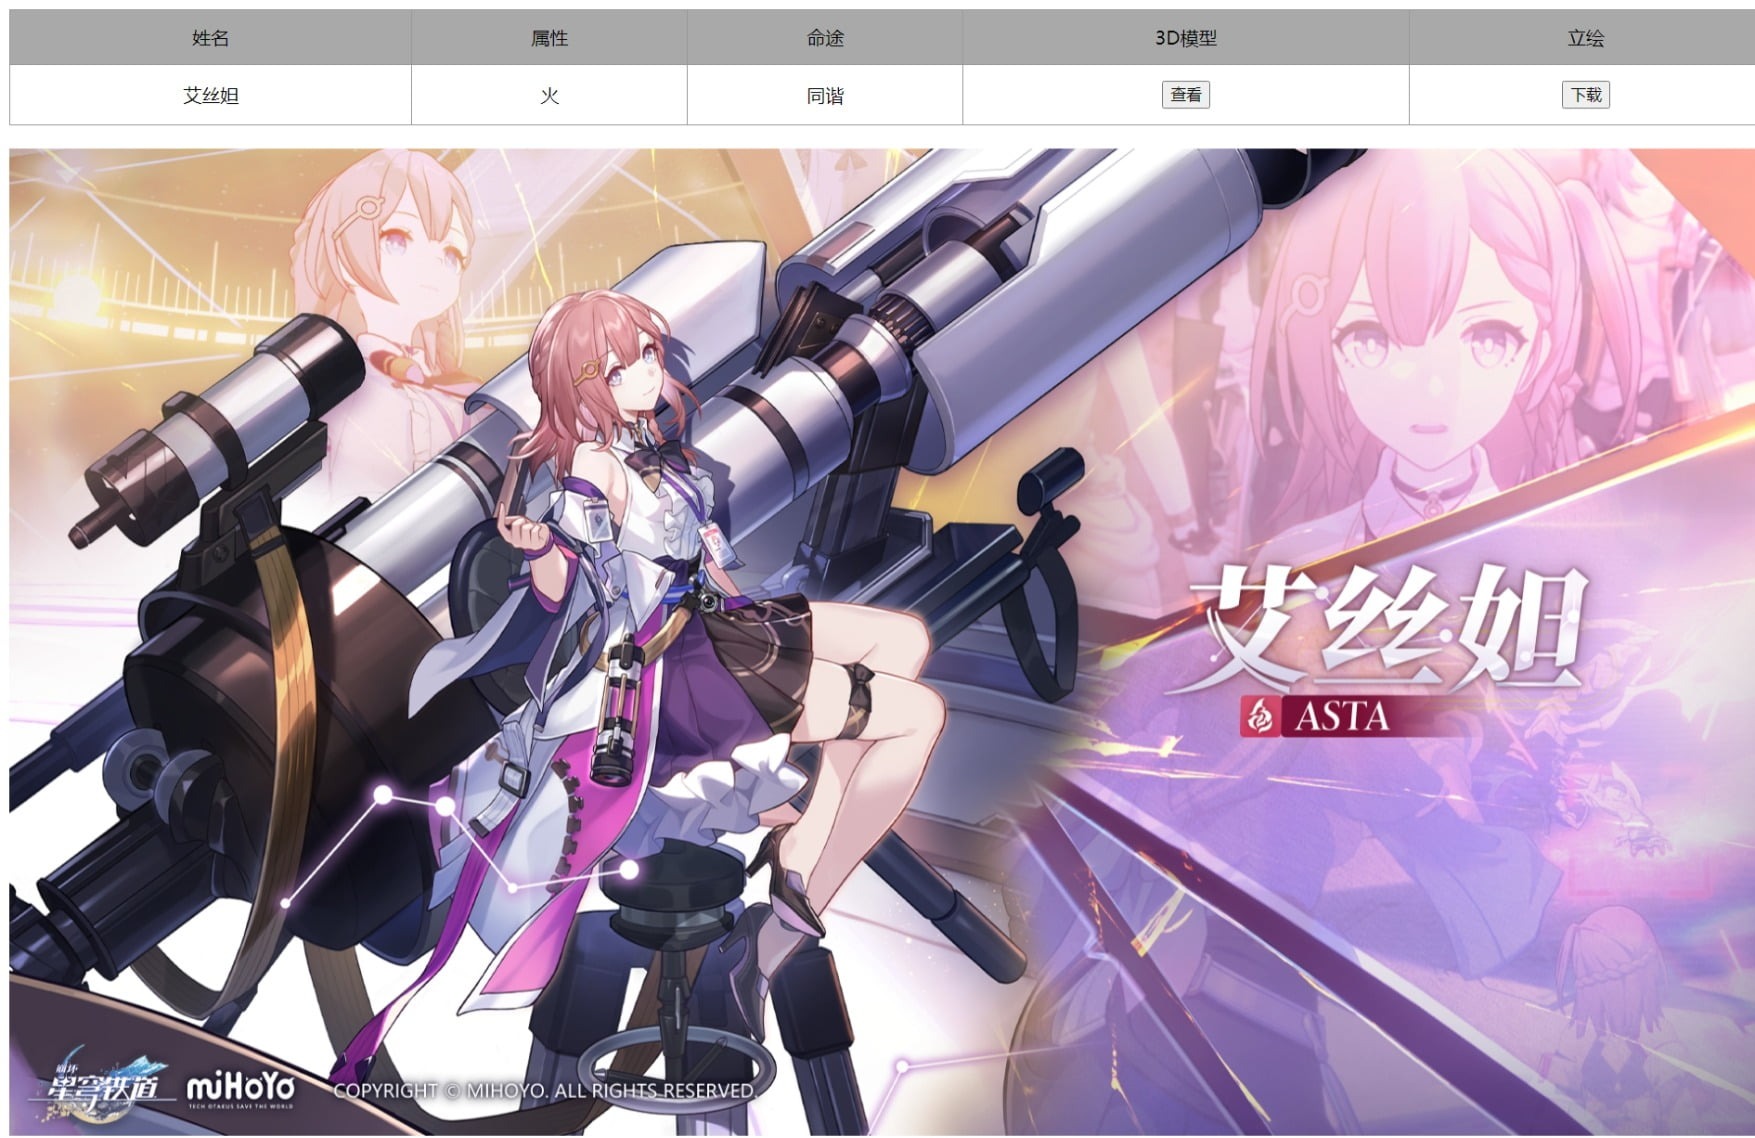 姓名 属性 命途 3D模型 立绘
艾丝妲 火 同谐 查看 下载
艾丝妲
ASTA
崩坏
星穹铁道
miHoYo
TECH OTAKUS SAVE THE WORLD
COPYRIGHT © MIHOYO. ALL RIGHTS RESERVED.